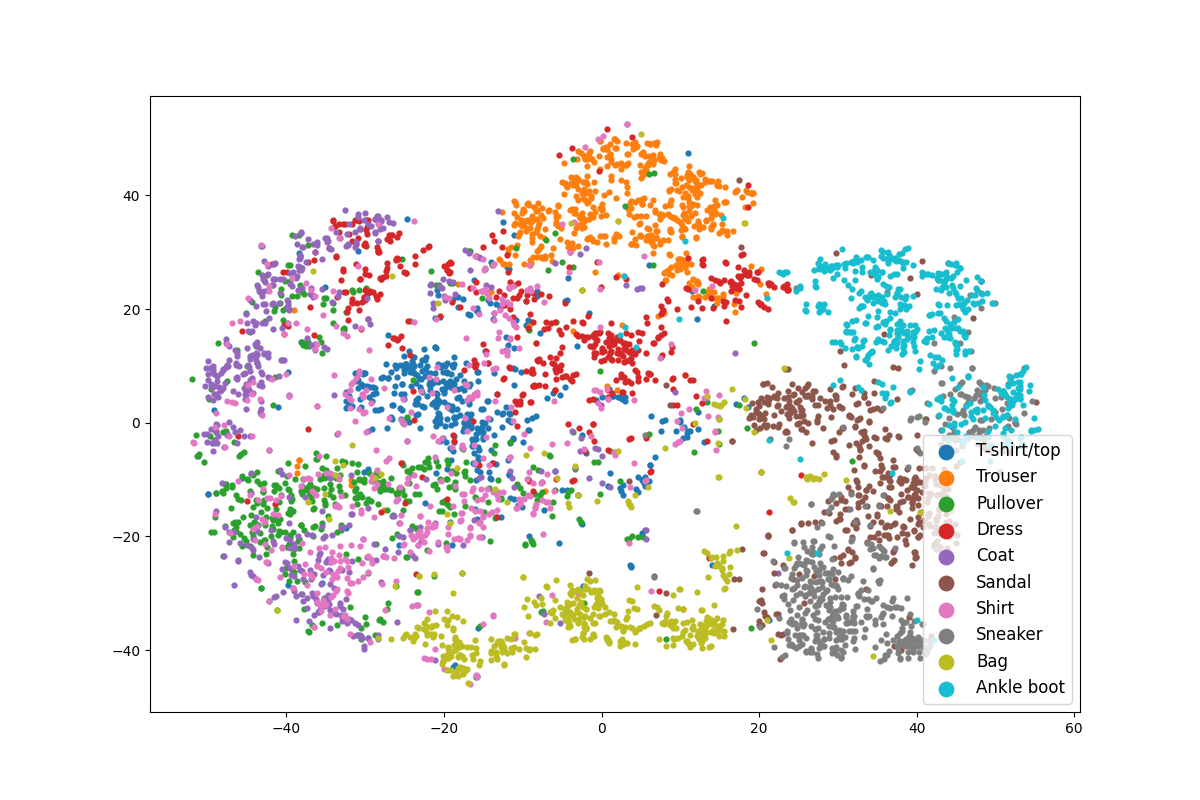 40
20
0
−20
−40
−40
−20
0
20
40
60
T-shirt/top
Trouser
Pullover
Dress
Coat
Sandal
Shirt
Sneaker
Bag
Ankle boot